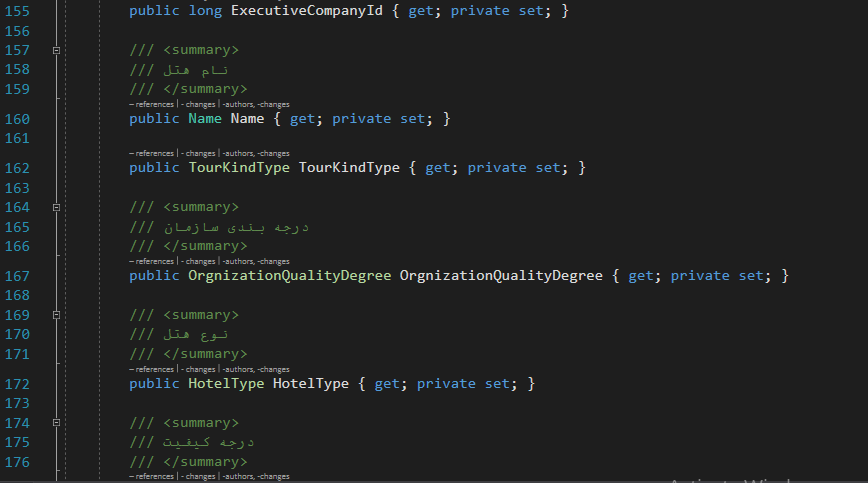 155 public long ExecutiveCompanyId { get; private set; }
156
157 /// <summary>
158 /// نام هتل
159 /// </summary>
– references | - changes | -authors, -changes
160 public Name Name { get; private set; }
161
– references | - changes | -authors, -changes
162 public TourKindType TourKindType { get; private set; }
163
164 /// <summary>
165 /// درجه بندی سازمان
166 /// </summary>
– references | - changes | -authors, -changes
167 public OrgnizationQualityDegree OrgnizationQualityDegree { get; private set; }
168
169 /// <summary>
170 /// نوع هتل
171 /// </summary>
– references | - changes | -authors, -changes
172 public HotelType HotelType { get; private set; }
173
174 /// <summary>
175 /// درجه کیفیت
176 /// </summary>
– references | - changes | -authors, -changes